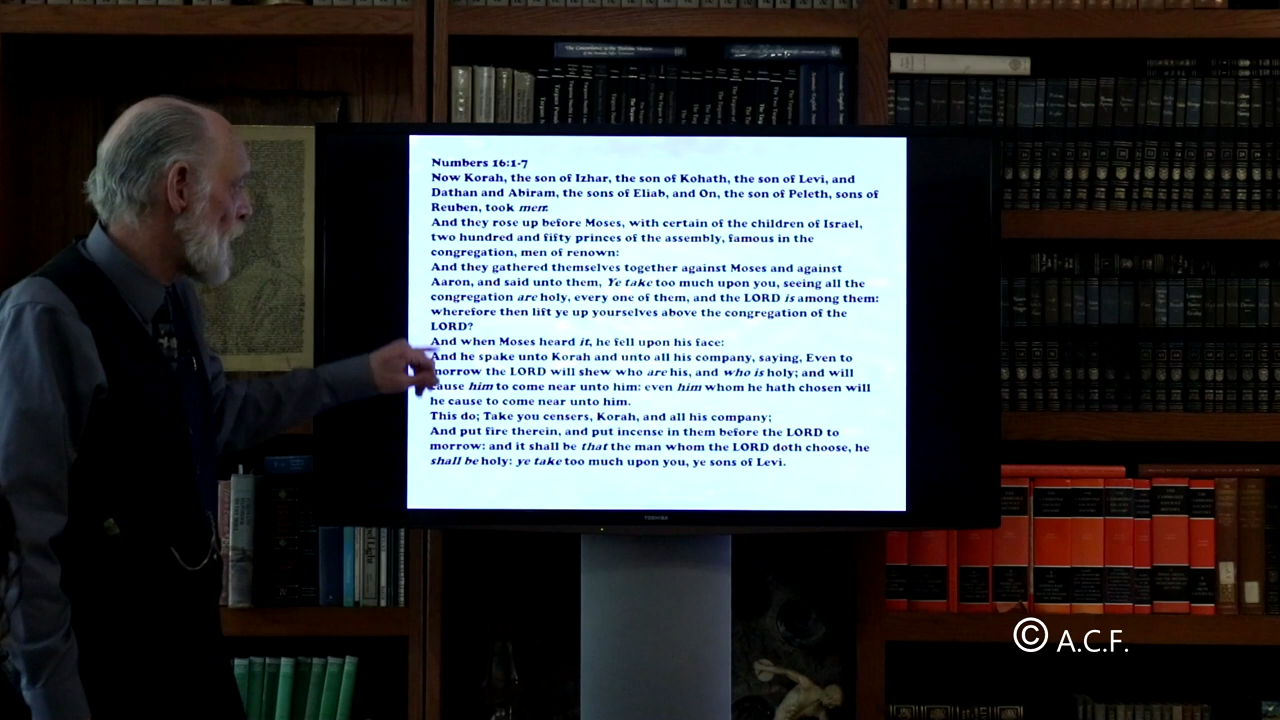 Numbers 16:1-7
Now Korah, the son of Izhar, the son of Kohath, the son of Levi, and
Dathan and Abiram, the sons of Eliab, and On, the son of Peleth, sons of
Reuben, took men:
And they rose up before Moses, with certain of the children of Israel,
two hundred and fifty princes of the assembly, famous in the
congregation, men of renown:
And they gathered themselves together against Moses and against
Aaron, and said unto them, Ye take too much upon you, seeing all the
congregation are holy, every one of them, and the LORD is among them:
wherefore then lift ye up yourselves above the congregation of the
LORD?
And when Moses heard it, he fell upon his face:
And he spake unto Korah and unto all his company, saying, Even to
morrow the LORD will shew who are his, and who is holy; and will
cause him to come near unto him: even him whom he hath chosen will
he cause to come near unto him.
This do; Take you censers, Korah, and all his company;
And put fire therein, and put incense in them before the LORD to
morrow: and it shall be that the man whom the LORD doth choose, he
shall be holy: ye take too much upon you, ye sons of Levi.
TOSHIBA
© A.C.F.